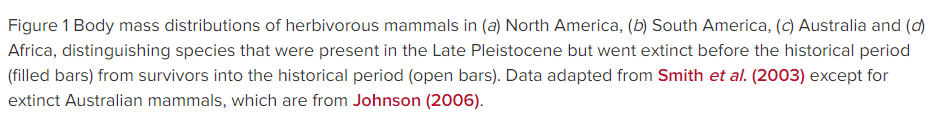 Figure 1 Body mass distributions of herbivorous mammals in (a) North America, (b) South America, (c) Australia and (d)
Africa, distinguishing species that were present in the Late Pleistocene but went extinct before the historical period
(filled bars) from survivors into the historical period (open bars). Data adapted from Smith et al. (2003) except for
extinct Australian mammals, which are from Johnson (2006).